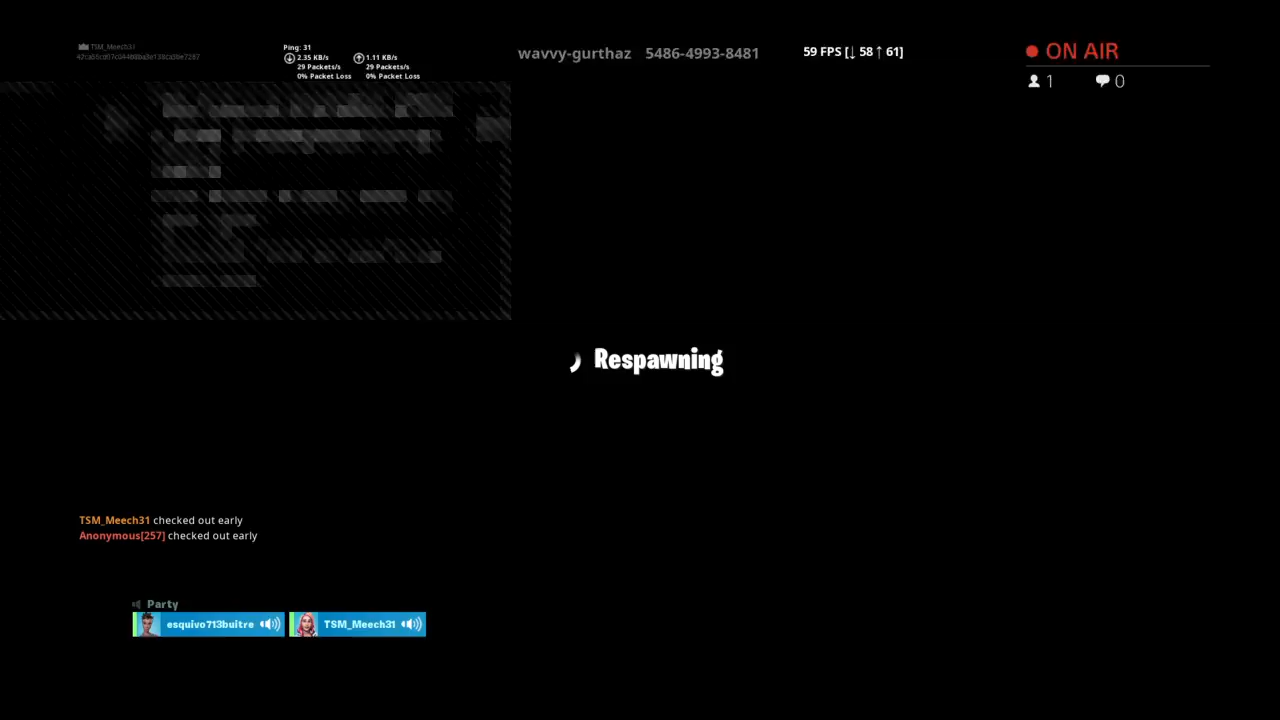 TSM_Meech31
Ping: 31
2.35 KB/s 1.11 KB/s
29 Packets/s 29 Packets/s
0% Packet Loss 0% Packet Loss
wavvy-gurthaz 5486-4993-8481
59 FPS [↓ 58 ↑ 61]
ON AIR
1 0
Respawning
TSM_Meech31 checked out early
Anonymous[257] checked out early
Party
esquivo713buitre TSM_Meech31